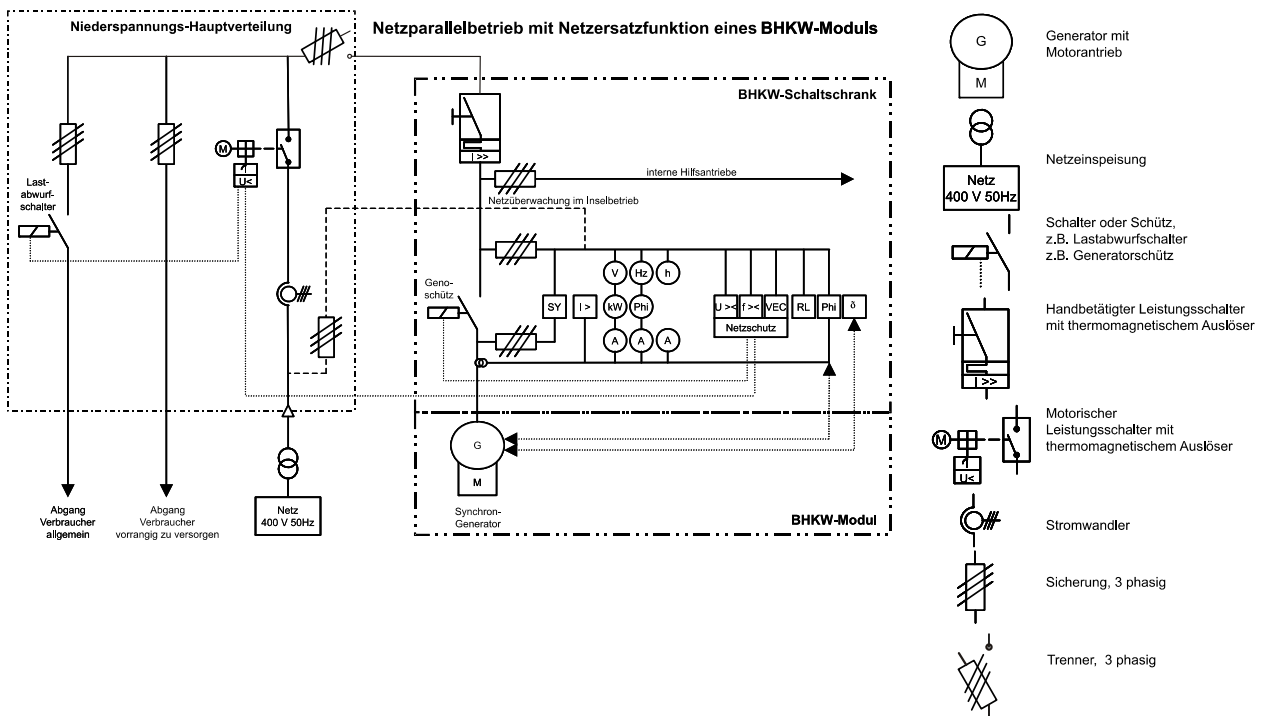 Niederspannungs-Hauptverteilung
Netzparallelbetrieb mit Netzersatzfunktion eines BHKW-Moduls
BHKW-Schaltschrank
I >>
interne Hilfsantriebe
M
U<
Last-
abwurf-
schalter
Netzüberwachung im Inselbetrieb
Geno-
schütz
V
Hz
h
SY
I >
kW
Phi
U ><
f ><
VEC
RL
Phi
δ
Netzschutz
A
A
A
G
M
Synchron-
Generator
BHKW-Modul
Abgang
Verbraucher
allgemein
Abgang
Verbraucher
vorrangig zu versorgen
Netz
400 V 50Hz
G
M
Generator mit
Motorantrieb
Netz
400 V 50Hz
Netzeinspeisung
Schalter oder Schütz,
z.B. Lastabwurfschalter
z.B. Generatorschütz
I >>
Handbetätigter Leistungsschalter
mit thermomagnetischem Auslöser
M
U<
Motorischer
Leistungsschalter mit
thermomagnetischem Auslöser
Stromwandler
Sicherung, 3 phasig
Trenner, 3 phasig